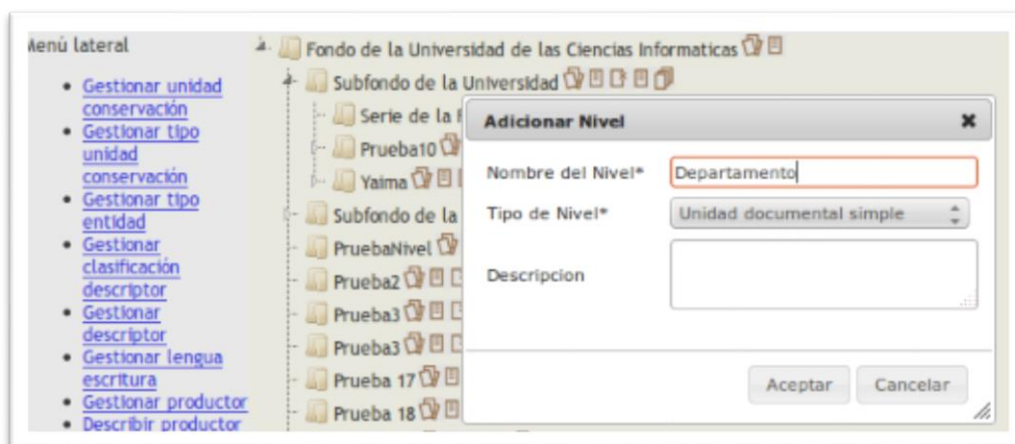 Menú lateral
Gestionar unidad
conservación
Gestionar tipo
unidad
conservación
Gestionar tipo
entidad
Gestionar
clasificación
descriptor
Gestionar
descriptor
Gestionar lengua
escritura
Gestionar productor
Describir productor
Fondo de la Universidad de las Ciencias Informaticas
Subfondo de la Universidad
Serie de la
Prueba10
Yaima
Subfondo de la
PruebaNivel
Prueba2
Prueba3
Prueba3
Prueba 17
Prueba 18
Adicionar Nivel
Nombre del Nivel* Departamento
Tipo de Nivel* Unidad documental simple
Descripcion
Aceptar Cancelar